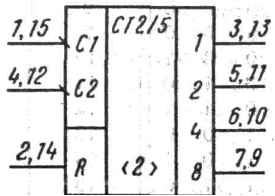 1,15 C1 CT2/5 1 3,13
4,12 C2 2 5,11
4 6,10
2,14 R <2> 8 7,9